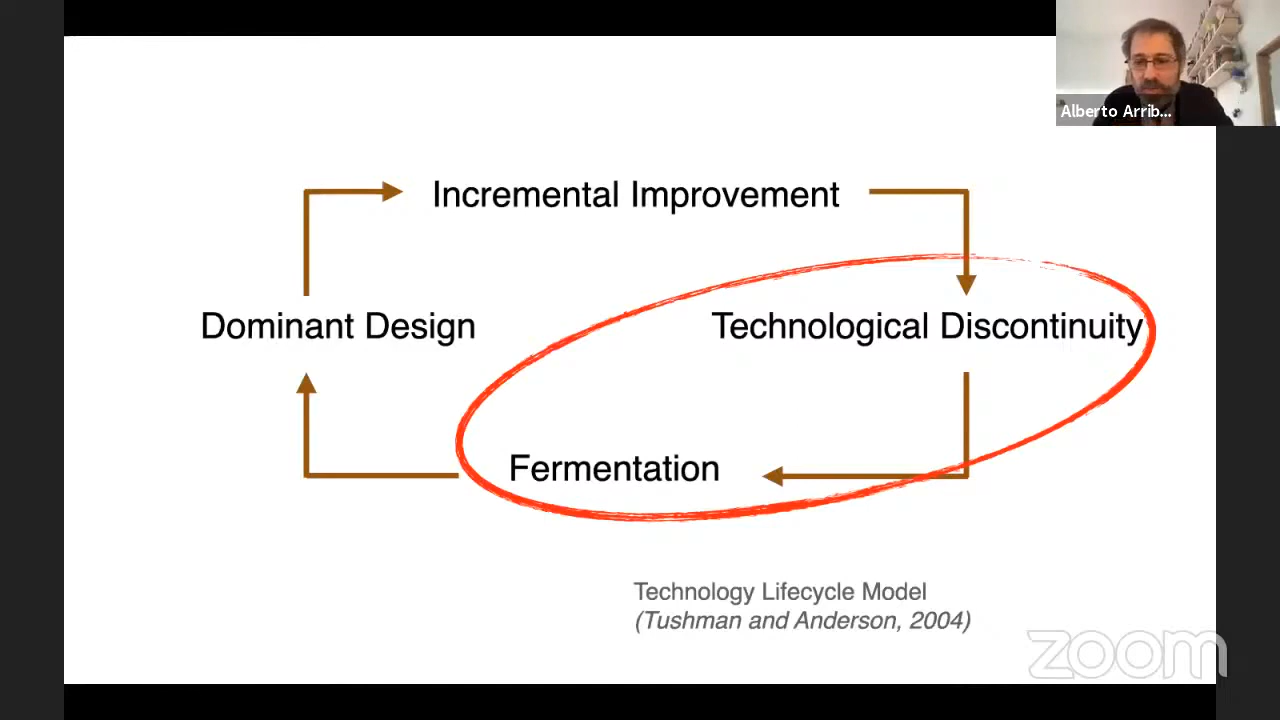 Alberto Arrib...
Incremental Improvement
Dominant Design
Technological Discontinuity
Fermentation
Technology Lifecycle Model
(Tushman and Anderson, 2004)
zoom